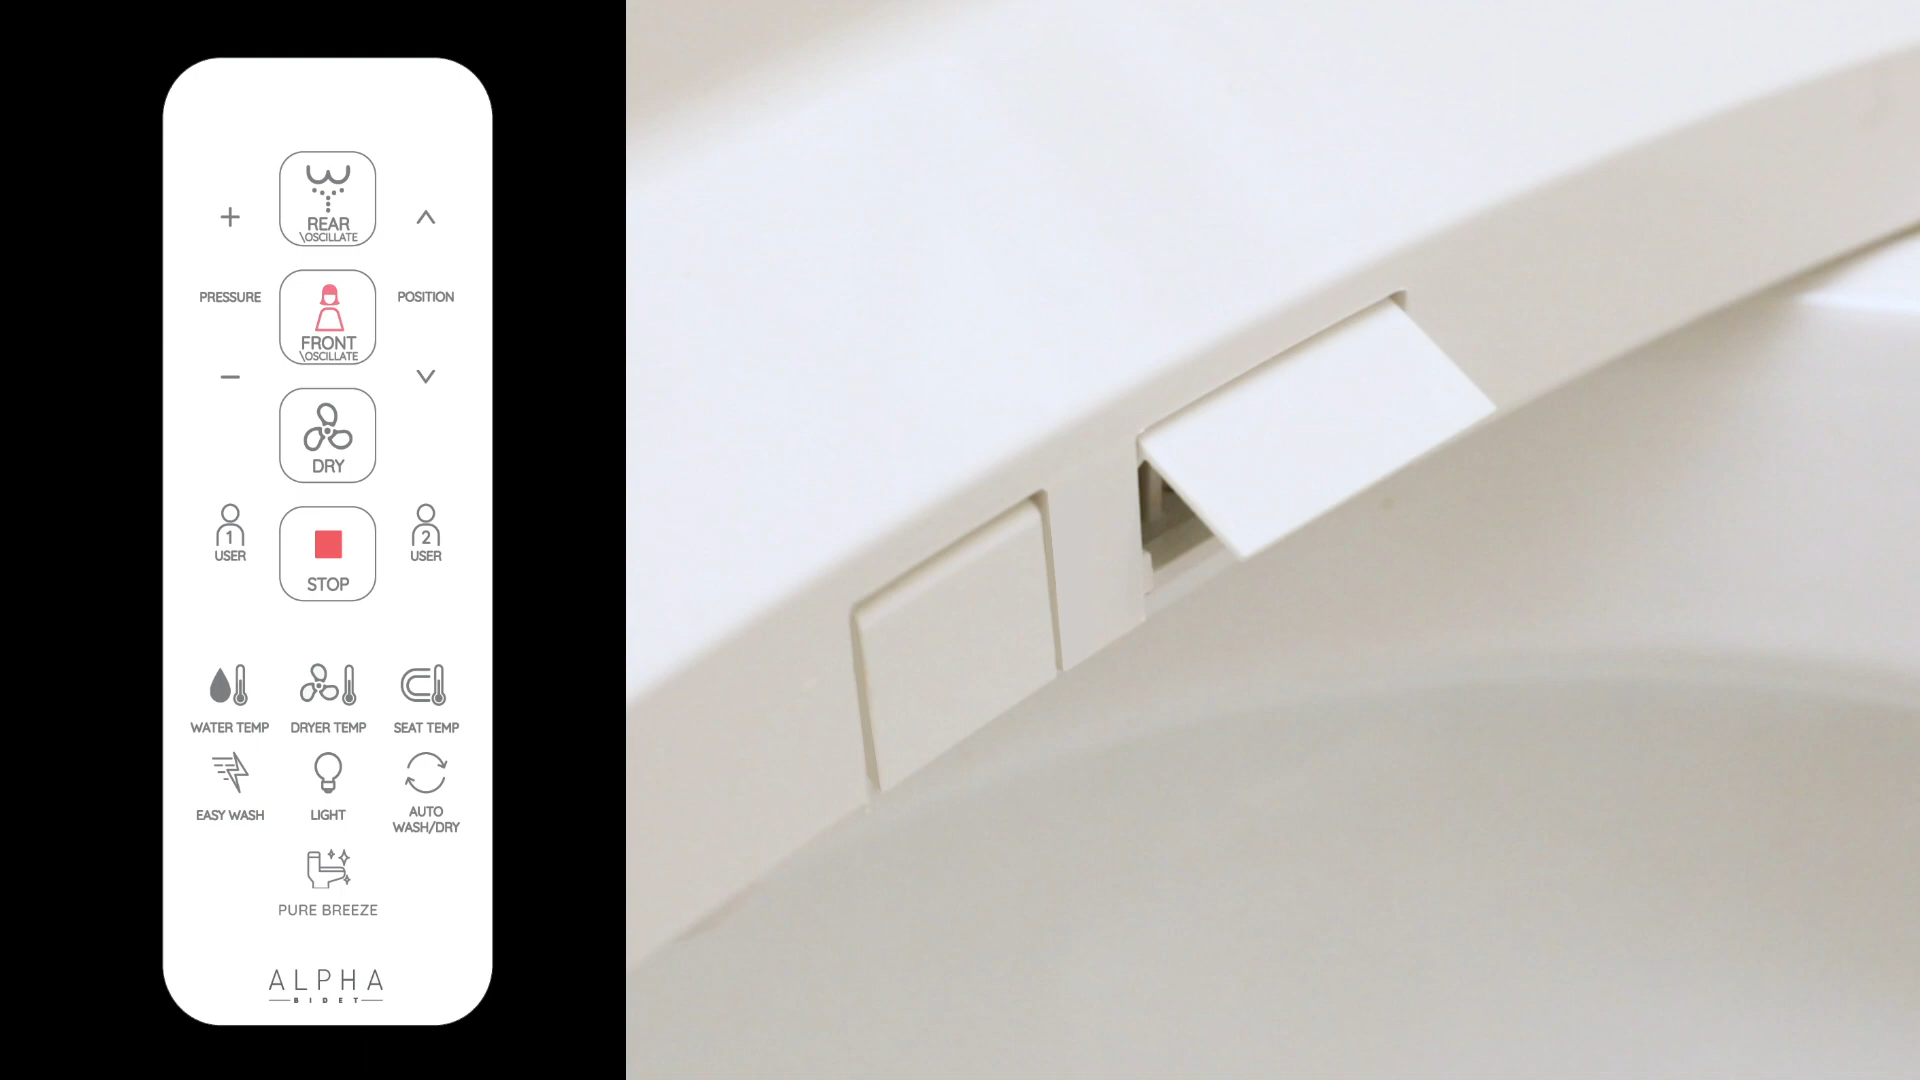 REAR
\OSCILLATE
+
PRESSURE
POSITION
FRONT
\OSCILLATE
−
DRY
1
USER
2
USER
STOP
WATER TEMP
DRYER TEMP
SEAT TEMP
EASY WASH
LIGHT
AUTO
WASH/DRY
PURE BREEZE
ALPHA
BIDET